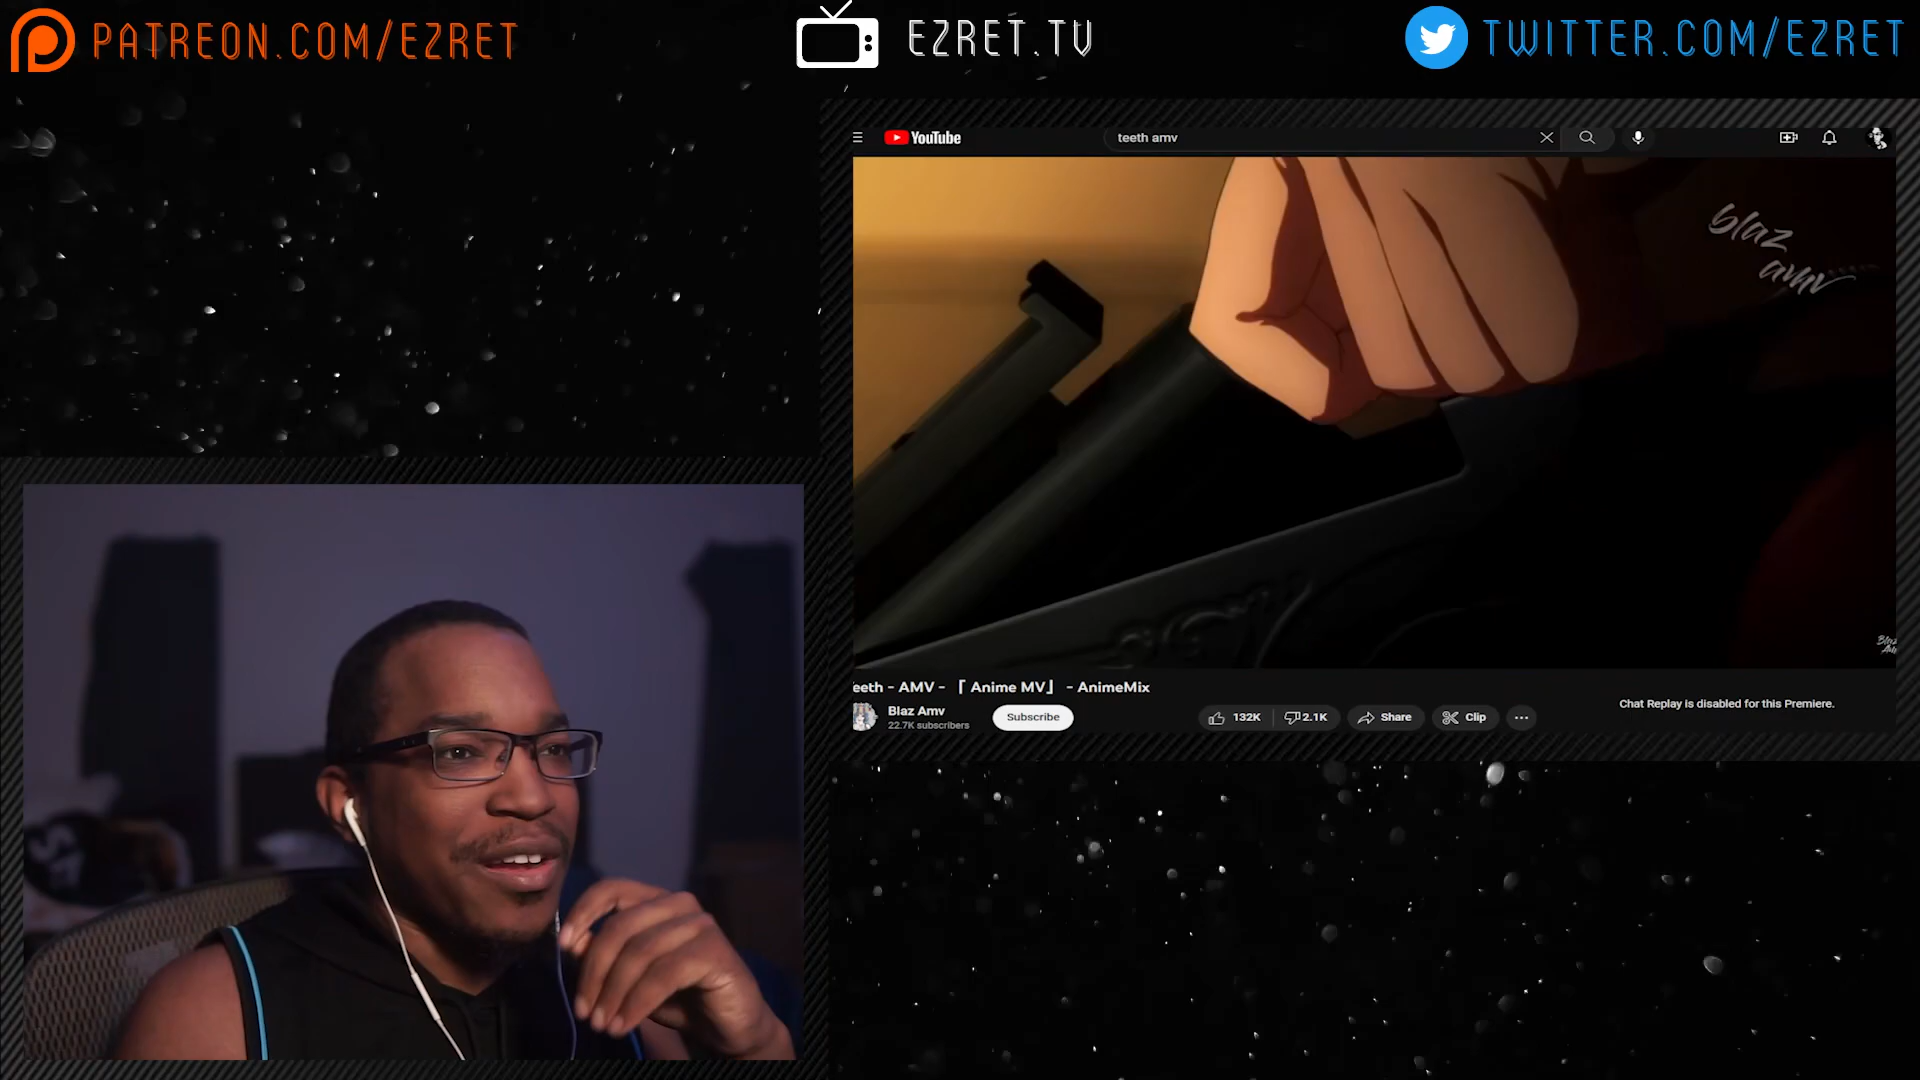 PATREON.COM/EZRET
EZRET.TV
TWITTER.COM/EZRET
YouTube
teeth amv
blaz
amv
Blaz
eeth - AMV - 「 Anime MV」 - AnimeMix
Blaz Amv
22.7K subscribers
Subscribe
132K
2.1K
Share
Clip
Chat Replay is disabled for this Premiere.